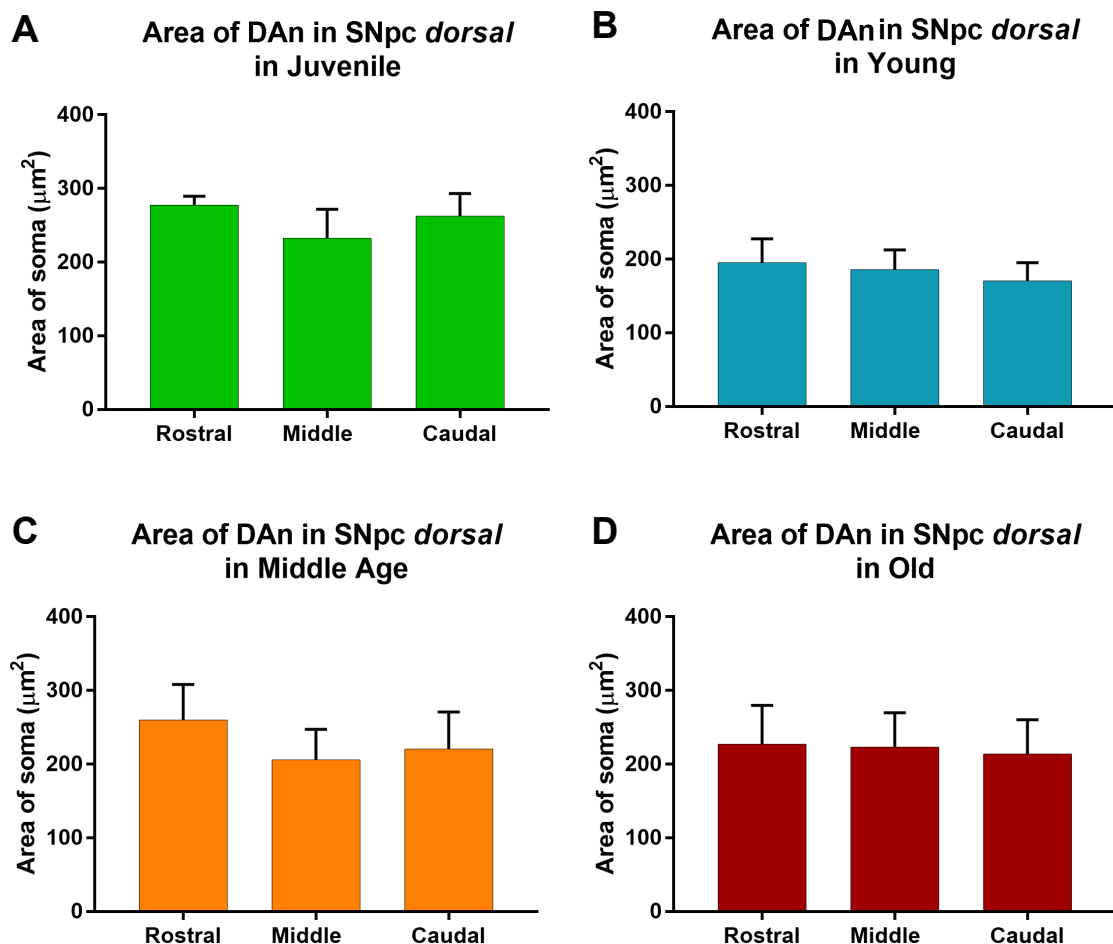 A
Area of DAn in SNpc dorsal
in Juvenile
Area of soma (μm²)
400
300
200
100
0
Rostral Middle Caudal
B
Area of DAn in SNpc dorsal
in Young
Area of soma (μm²)
400
300
200
100
0
Rostral Middle Caudal
C
Area of DAn in SNpc dorsal
in Middle Age
Area of soma (μm²)
400
300
200
100
0
Rostral Middle Caudal
D
Area of DAn in SNpc dorsal
in Old
Area of soma (μm²)
400
300
200
100
0
Rostral Middle Caudal